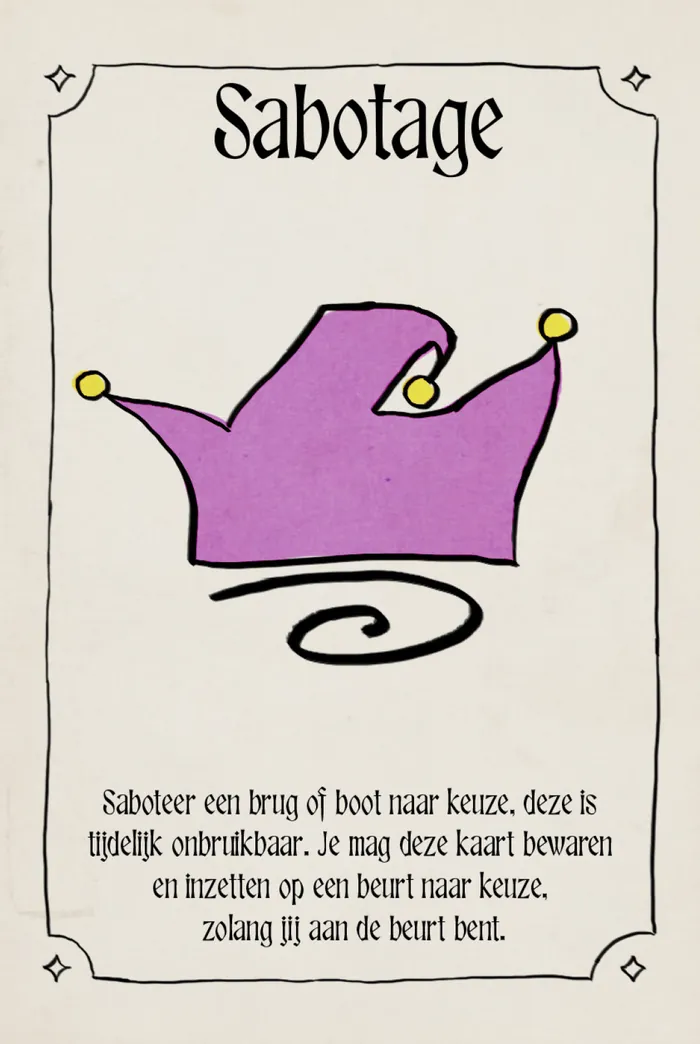 Sabotage
Saboteer een brug of boot naar keuze, deze is
tijdelijk onbruikbaar. Je mag deze kaart bewaren
en inzetten op een beurt naar keuze,
zolang jij aan de beurt bent.